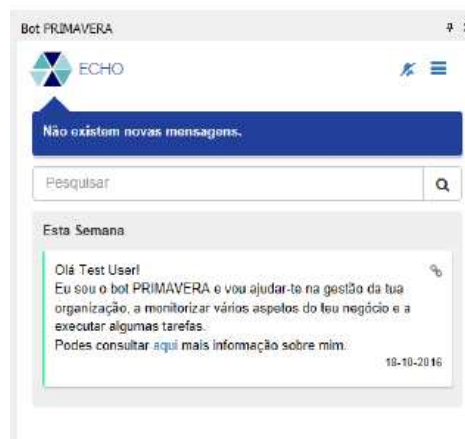 Bot PRIMAVERA
ECHO
Não existem novas mensagens.
Pesquisar
Esta Semana
Olá Test User!
Eu sou o bot PRIMAVERA e vou ajudar-te na gestão da tua
organização, a monitorizar vários aspetos do teu negócio e a
executar algumas tarefas.
Podes consultar aqui mais informação sobre mim.
18-10-2016